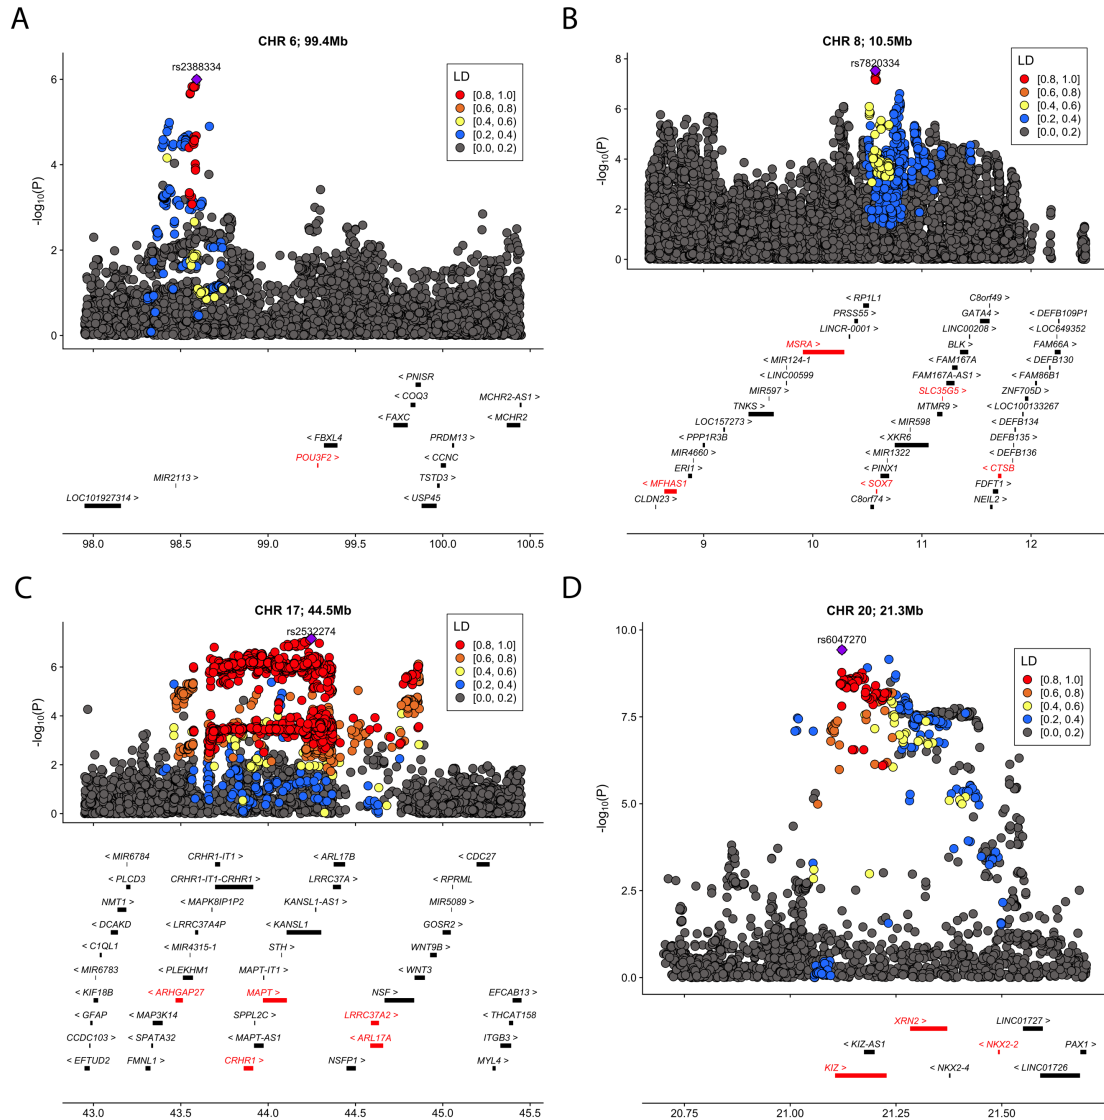 A
CHR 6; 99.4Mb
rs2388334
LD
[0.8, 1.0]
[0.6, 0.8)
[0.4, 0.6)
[0.2, 0.4)
[0.0, 0.2)
6
4
2
0
-log10(P)
< PNISR
< COQ3
MCHR2-AS1 >
< FAXC
< MCHR2
< FBXL4
PRDM13 >
POU3F2 >
< CCNC
MIR2113 >
TSTD3 >
LOC101927314 >
< USP45
98.0
98.5
99.0
99.5
100.0
100.5
B
CHR 8; 10.5Mb
rs7820334
LD
[0.8, 1.0]
[0.6, 0.8)
[0.4, 0.6)
[0.2, 0.4)
[0.0, 0.2)
8
6
4
2
0
-log10(P)
< RP1L1
C8orf49 >
PRSS55 >
GATA4 >
< DEFB109P1
LINCR-0001 >
LINC00208 >
< LOC649352
MSRA >
BLK >
FAM66A >
< MIR124-1
< FAM167A
< DEFB130
< LINC00599
FAM167A-AS1 >
< FAM86B1
MIR597 >
SLC35G5 >
ZNF705D >
TNKS >
MTMR9 >
< LOC100133267
LOC157273 >
< MIR598
< DEFB134
< PPP1R3B
< XKR6
DEFB135 >
MIR4660 >
< MIR1322
< DEFB136
ERI1 >
< PINX1
< CTSB
< MFHAS1
< SOX7
FDFT1 >
CLDN23 >
C8orf74 >
NEIL2 >
9
10
11
12
C
CHR 17; 44.5Mb
rs2532274
LD
[0.8, 1.0]
[0.6, 0.8)
[0.4, 0.6)
[0.2, 0.4)
[0.0, 0.2)
6
4
2
0
-log10(P)
< MIR6784
CRHR1-IT1 >
< ARL17B
< CDC27
< PLCD3
CRHR1-IT1-CRHR1 >
LRRC37A >
< RPRML
NMT1 >
< MAPK8IP1P2
KANSL1-AS1 >
MIR5089 >
< DCAKD
< LRRC37A4P
< KANSL1
GOSR2 >
< C1QL1
< MIR4315-1
STH >
WNT9B >
< MIR6783
< PLEKHM1
MAPT-IT1 >
< WNT3
< KIF18B
< ARHGAP27
MAPT >
NSF >
EFCAB13 >
< GFAP
< MAP3K14
SPPL2C >
LRRC37A2 >
< THCAT158
CCDC103 >
< SPATA32
< MAPT-AS1
< ARL17A
ITGB3 >
< EFTUD2
FMNL1 >
CRHR1 >
NSFP1 >
MYL4 >
43.0
43.5
44.0
44.5
45.0
45.5
D
CHR 20; 21.3Mb
rs6047270
LD
[0.8, 1.0]
[0.6, 0.8)
[0.4, 0.6)
[0.2, 0.4)
[0.0, 0.2)
10.0
7.5
5.0
2.5
0.0
-log10(P)
XRN2 >
LINC01727 >
< KIZ-AS1
< NKX2-2
PAX1 >
KIZ >
< NKX2-4
< LINC01726
20.75
21.00
21.25
21.50